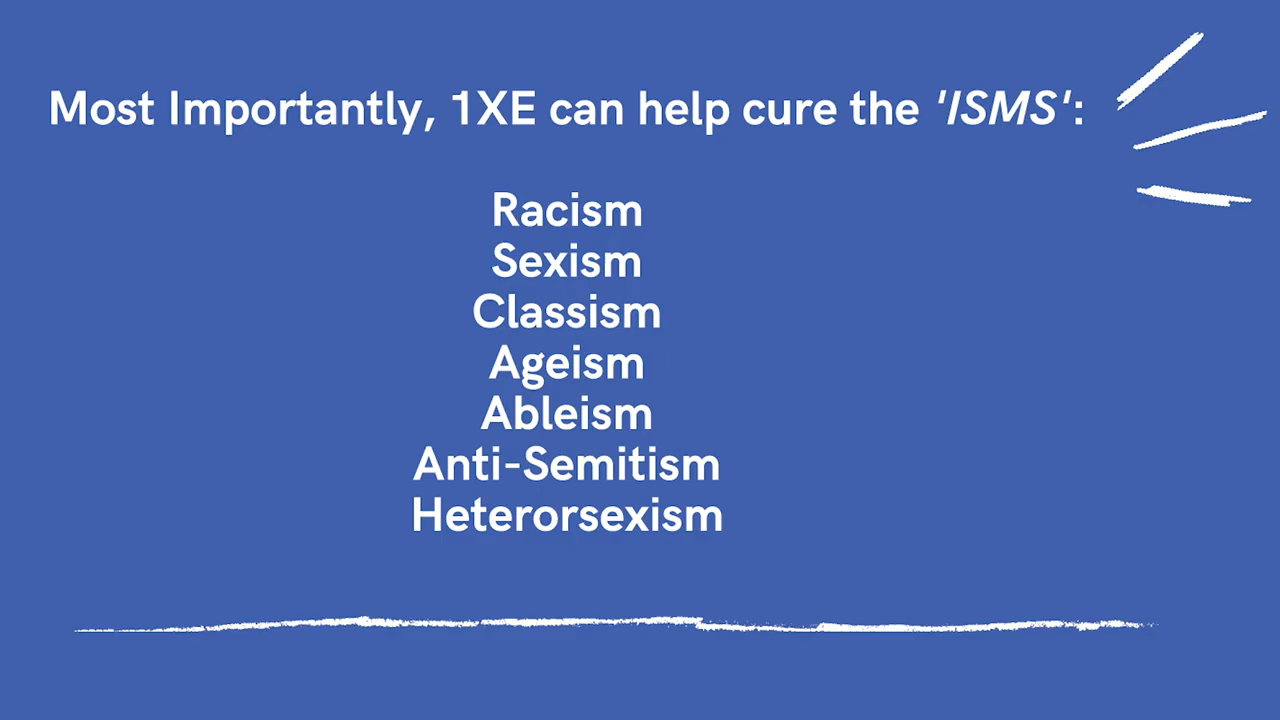 Most Importantly, 1XE can help cure the 'ISMS':
Racism
Sexism
Classism
Ageism
Ableism
Anti-Semitism
Heterorsexism